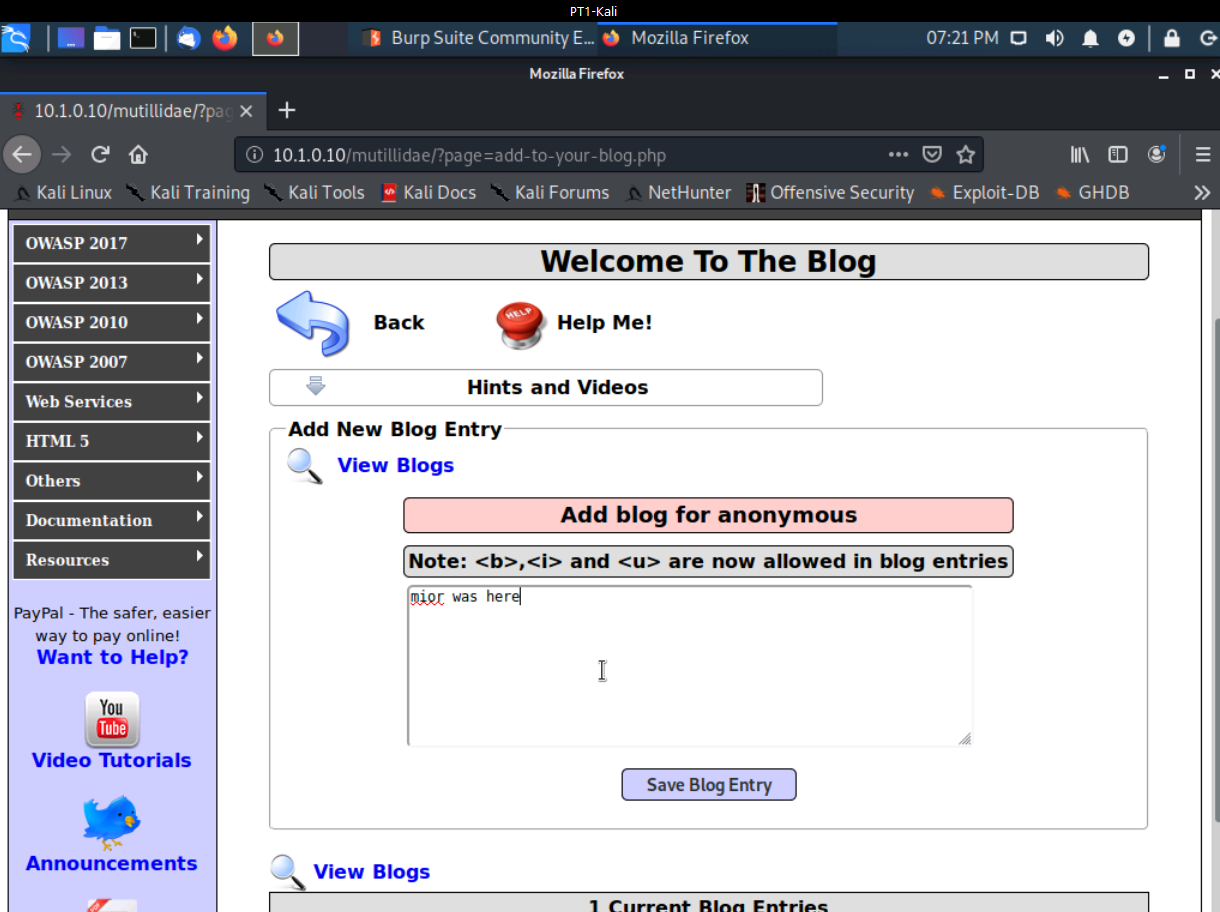 PT1-Kali
Burp Suite Community E... Mozilla Firefox 07:21 PM
Mozilla Firefox
10.1.0.10/mutillidae/?pag
10.1.0.10/mutillidae/?page=add-to-your-blog.php
Kali Linux Kali Training Kali Tools Kali Docs Kali Forums NetHunter Offensive Security Exploit-DB GHDB
OWASP 2017
OWASP 2013
OWASP 2010
OWASP 2007
Web Services
HTML 5
Others
Documentation
Resources
PayPal - The safer, easier
way to pay online!
Want to Help?
You
Tube
Video Tutorials
Announcements
Welcome To The Blog
Back HELP Help Me!
Hints and Videos
Add New Blog Entry
View Blogs
Add blog for anonymous
Note: <b>,<i> and <u> are now allowed in blog entries
mior was here
Save Blog Entry
View Blogs
1 Current Blog Entries